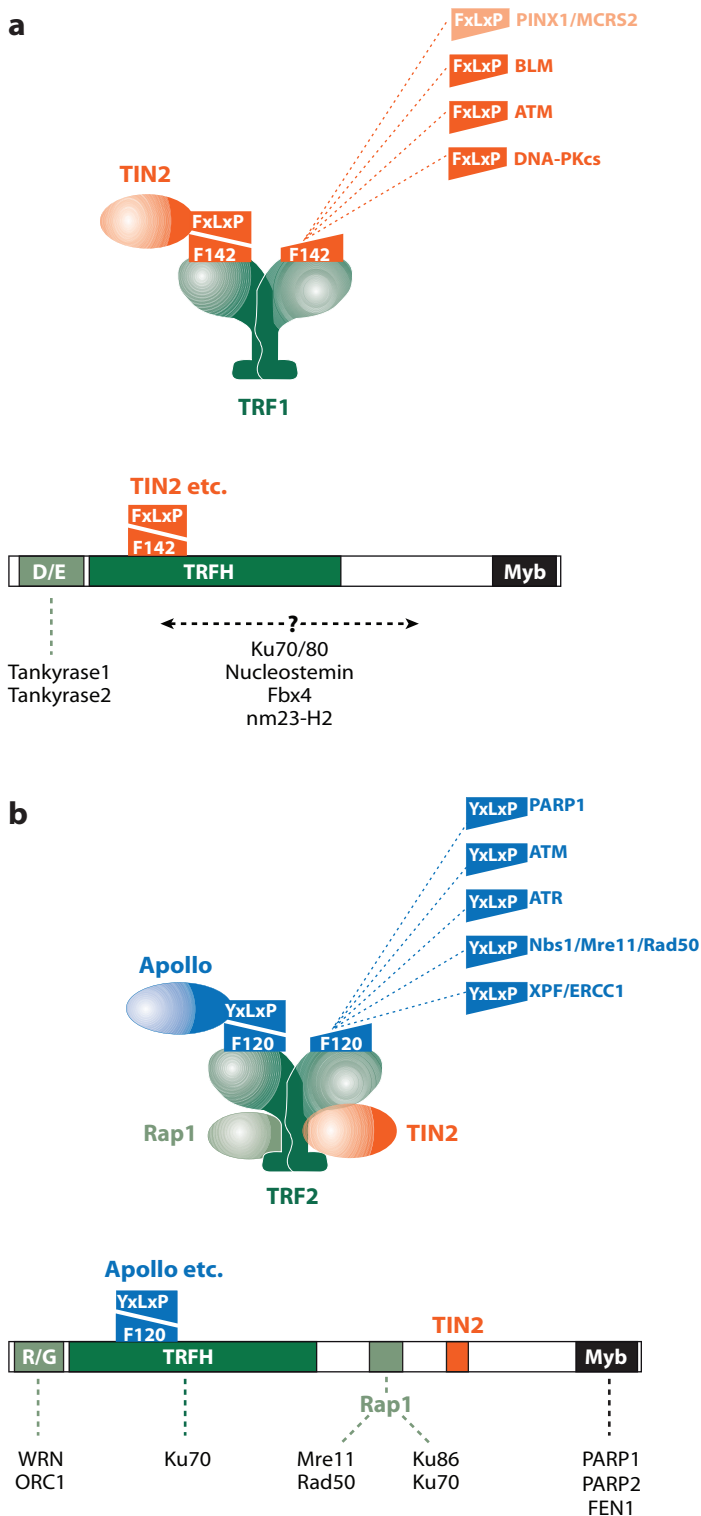 a
FxLxP PINX1/MCRS2
FxLxP BLM
FxLxP ATM
FxLxP DNA-PKcs
TIN2
FxLxP
F142
F142
TRF1
TIN2 etc.
FxLxP
F142
D/E TRFH Myb
?
Tankyrase1
Tankyrase2
Ku70/80
Nucleostemin
Fbx4
nm23-H2
b
YxLxP PARP1
YxLxP ATM
YxLxP ATR
YxLxP Nbs1/Mre11/Rad50
YxLxP XPF/ERCC1
Apollo
YxLxP
F120
F120
Rap1
TIN2
TRF2
Apollo etc.
YxLxP
F120
TIN2
R/G TRFH Myb
Rap1
WRN
ORC1
Ku70
Mre11
Rad50
Ku86
Ku70
PARP1
PARP2
FEN1